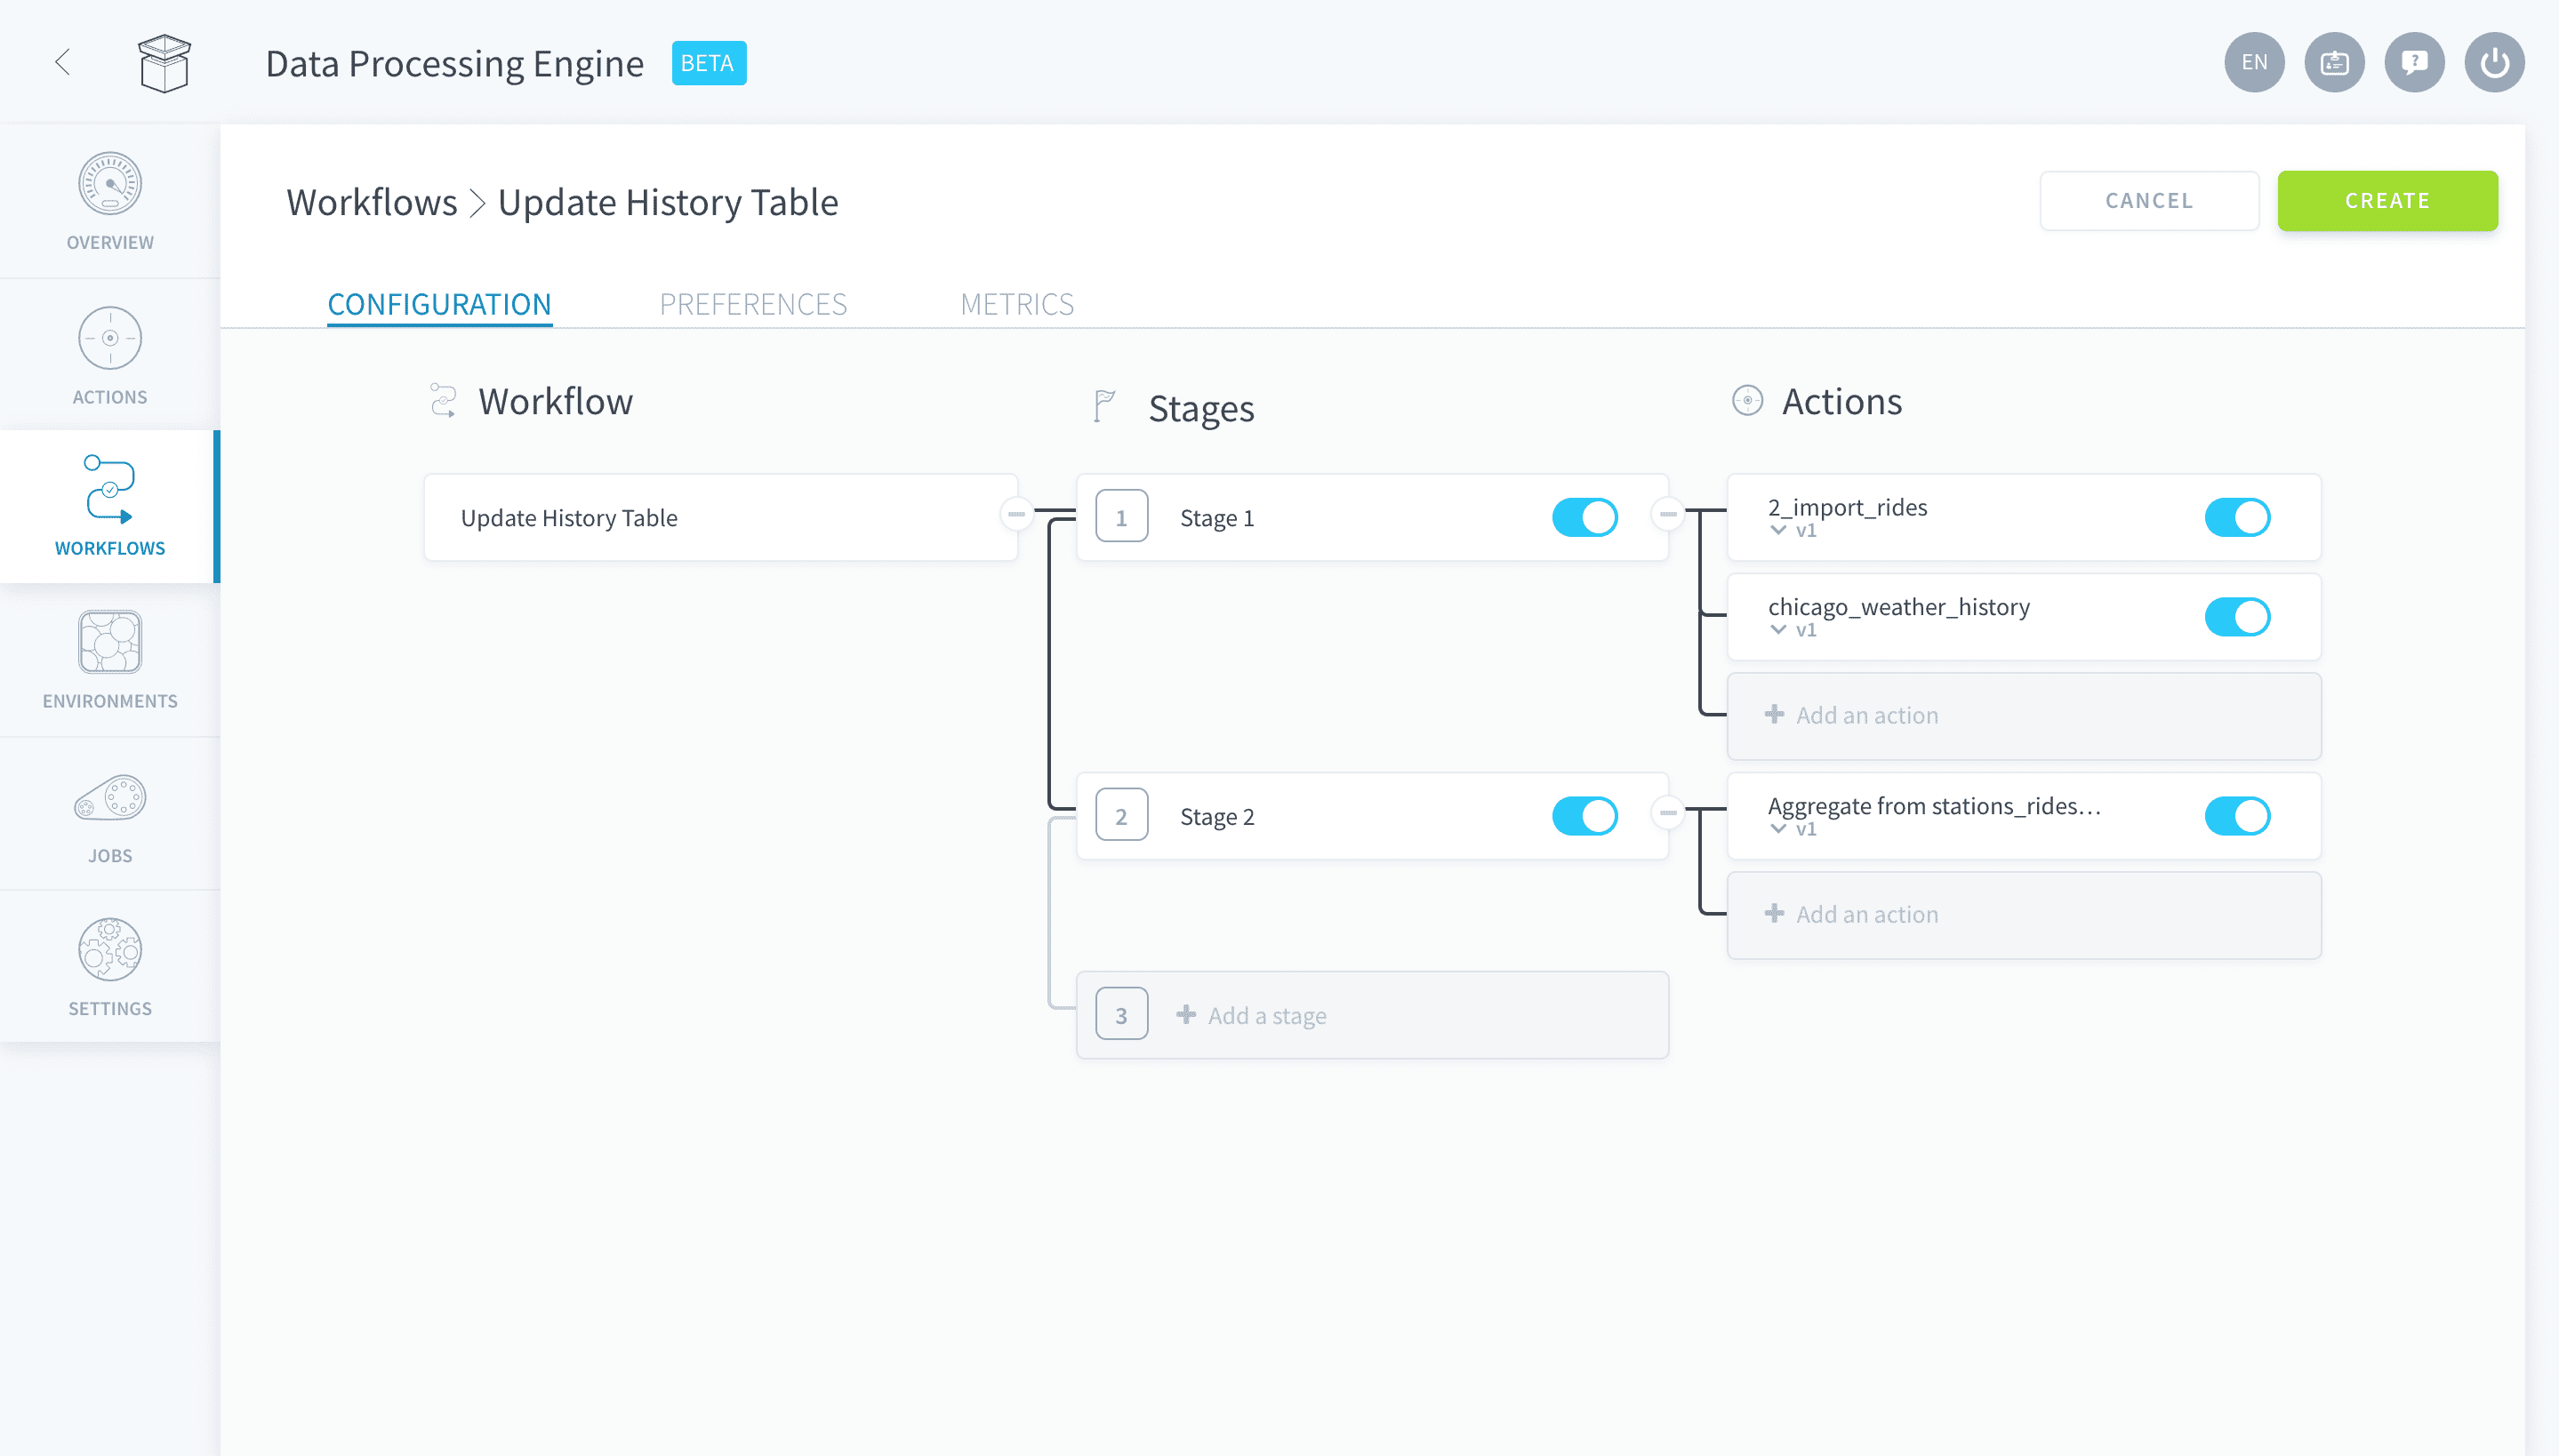 Data Processing Engine
BETA
EN
OVERVIEW
ACTIONS
WORKFLOWS
ENVIRONMENTS
JOBS
SETTINGS
Workflows > Update History Table
CANCEL
CREATE
CONFIGURATION
PREFERENCES
METRICS
Workflow
Stages
Actions
Update History Table
1
Stage 1
2_import_rides
v1
chicago_weather_history
v1
+ Add an action
2
Stage 2
Aggregate from stations_rides...
v1
+ Add an action
3
+ Add a stage